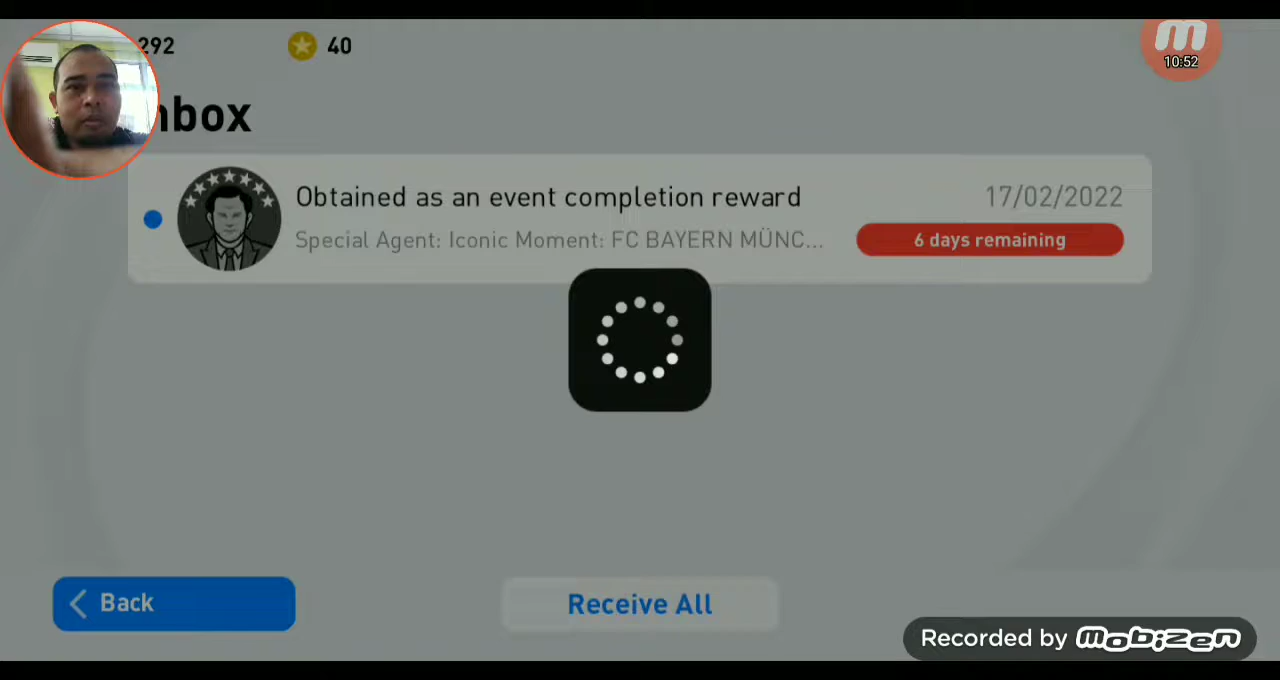 292
40
10:52
nbox
Obtained as an event completion reward
17/02/2022
Special Agent: Iconic Moment: FC BAYERN MÜNC...
6 days remaining
Back
Receive All
Recorded by mobizen